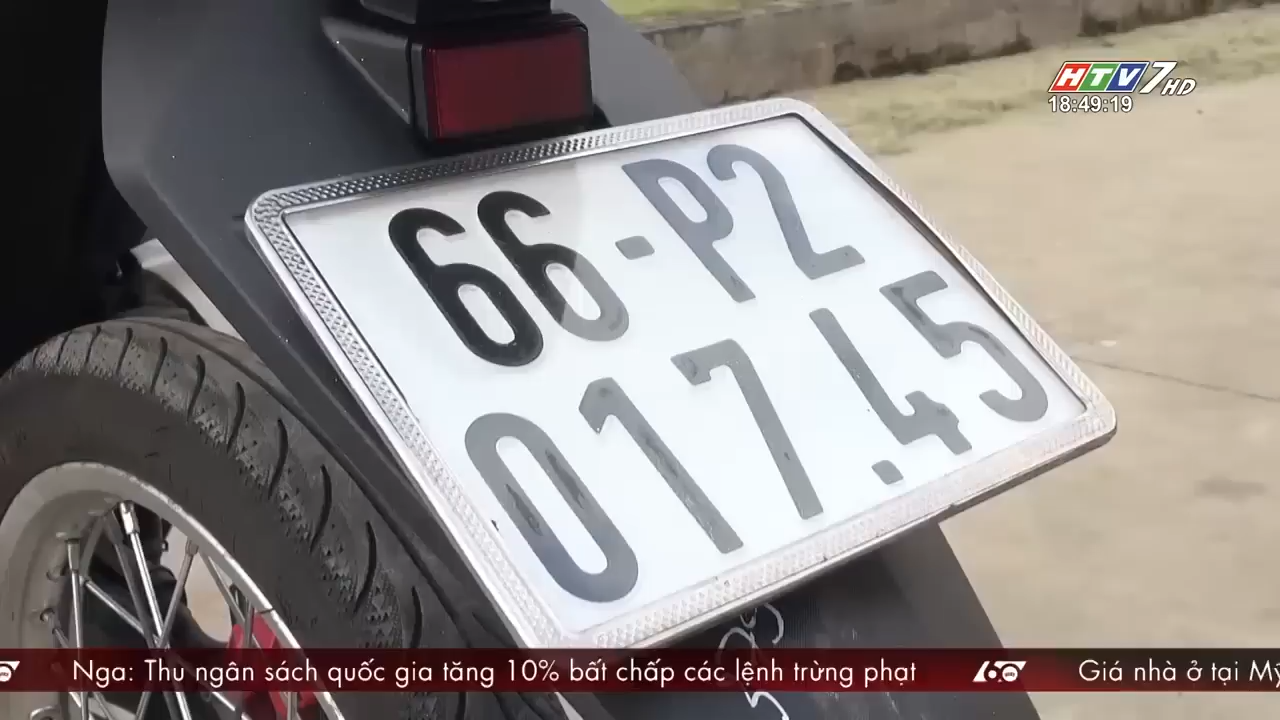 HTV7 HD
18:49:19
66-P2
017.45
Nga: Thu ngân sách quốc gia tăng 10% bất chấp các lệnh trừng phạt
60 Giá nhà ở tại Mỹ